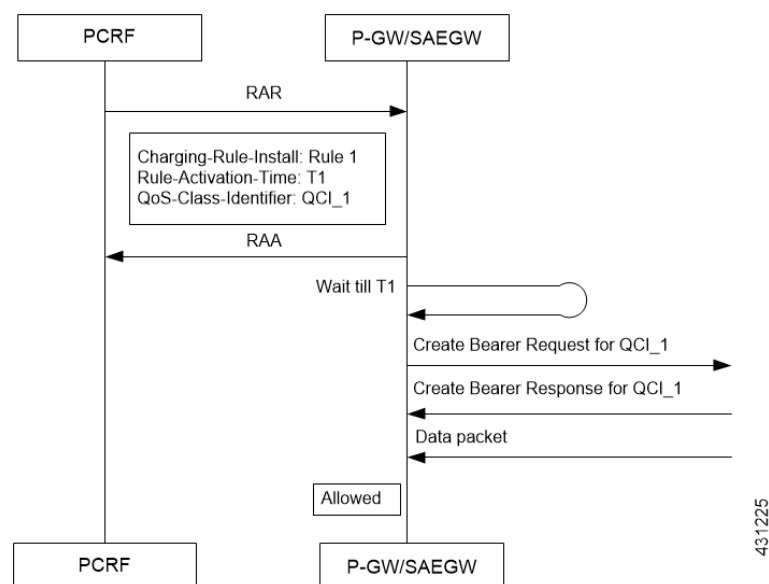 PCRF
P-GW/SAEGW
RAR
Charging-Rule-Install: Rule 1
Rule-Activation-Time: T1
QoS-Class-Identifier: QCI_1
RAA
Wait till T1
Create Bearer Request for QCI_1
Create Bearer Response for QCI_1
Data packet
Allowed
431225
PCRF
P-GW/SAEGW